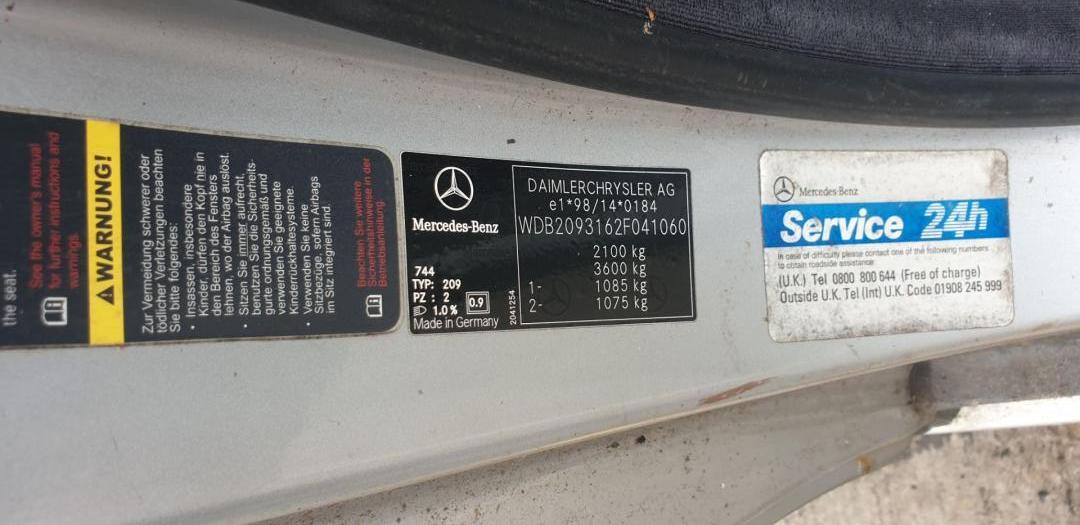 the seat.
See the owner's manual
for further instructions and
warnings.
WARNUNG!
Zur Vermeidung schwerer oder
tödlicher Verletzungen beachten
Sie bitte folgendes:
• Insassen, insbesondere
Kinder, dürfen den Kopf nie in
den Bereich des Fensters
lehnen, wo der Airbag auslöst.
• Sitzen Sie immer aufrecht,
benutzen Sie die Sicherheits-
gurte ordnungsgemäß und
verwenden Sie geeignete
Kinderrückhaltesysteme.
• Verwenden Sie keine
Sitzbezüge, sofern Airbags
im Sitz integriert sind.
Beachten Sie weitere
Sicherheitshinweise in der
Betriebsanleitung.
Mercedes-Benz
744
TYP: 209
PZ : 2
1.0% 0.9
Made in Germany
2041254
DAIMLERCHRYSLER AG
e1*98/14*0184
WDB2093162F041060
2100 kg
3600 kg
1- 1085 kg
2- 1075 kg
Mercedes-Benz
Service 24h
In case of difficulty please contact one of the following numbers
to obtain roadside assistance:
(U.K.) Tel 0800 800 644 (Free of charge)
Outside U.K. Tel (Int) U.K. Code 01908 245 999